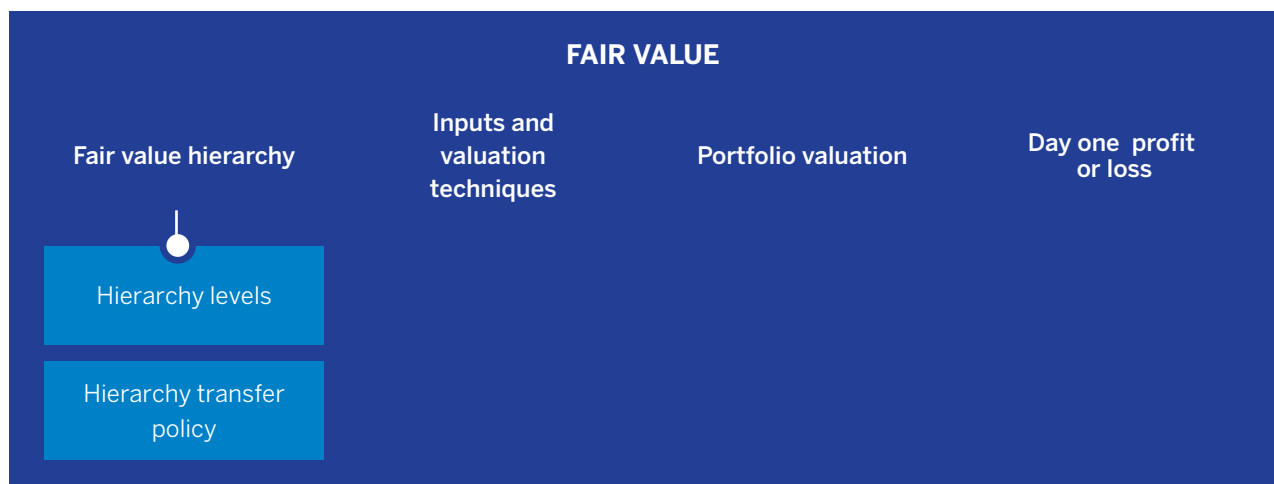 FAIR VALUE
Fair value hierarchy
Inputs and
valuation
techniques
Portfolio valuation
Day one profit
or loss
Hierarchy levels
Hierarchy transfer
policy